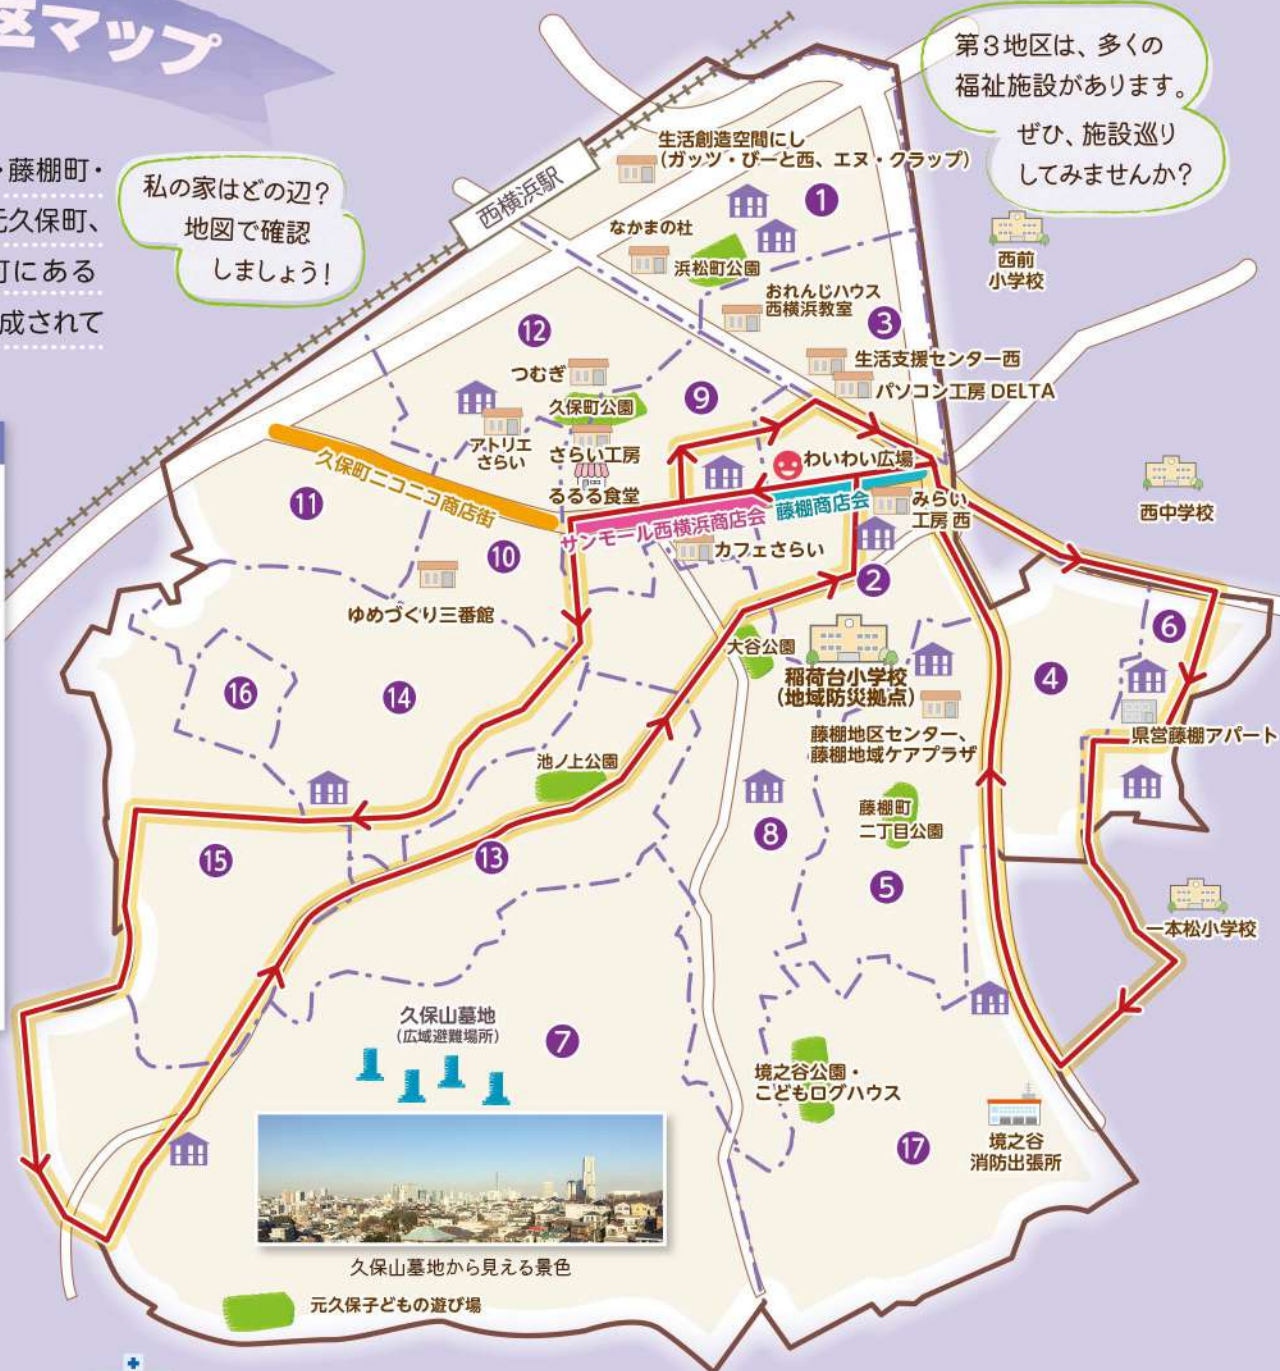 区マップ
・藤棚町・
元久保町、
町にある
成されて
私の家はどの辺?
地図で確認
しましょう!
第3地区は、多くの
福祉施設があります。
ぜひ、施設巡り
してみませんか?
西横浜駅
生活創造空間にし
(ガッツ・びーと西、エヌ・クラップ)
1
なかまの杜
浜松町公園
西前
小学校
おれんじハウス
西横浜教室
3
12
つむぎ
生活支援センター西
パソコン工房 DELTA
久保町公園
9
アトリエ
さらい
さらい工房
わいわい広場
るるる食堂
久保町ニコニコ商店街
11
サンモール西横浜商店会
藤棚商店会
みらい
工房 西
西中学校
10
カフェさらい
2
ゆめづくり三番館
大谷公園
6
16
14
稲荷台小学校
(地域防災拠点)
4
藤棚地区センター、
藤棚地域ケアプラザ
県営藤棚アパート
池ノ上公園
藤棚町
二丁目公園
8
15
13
5
一本松小学校
久保山墓地
(広域避難場所)
7
境之谷公園・
こどもログハウス
17
境之谷
消防出張所
久保山墓地から見える景色
元久保子どもの遊び場